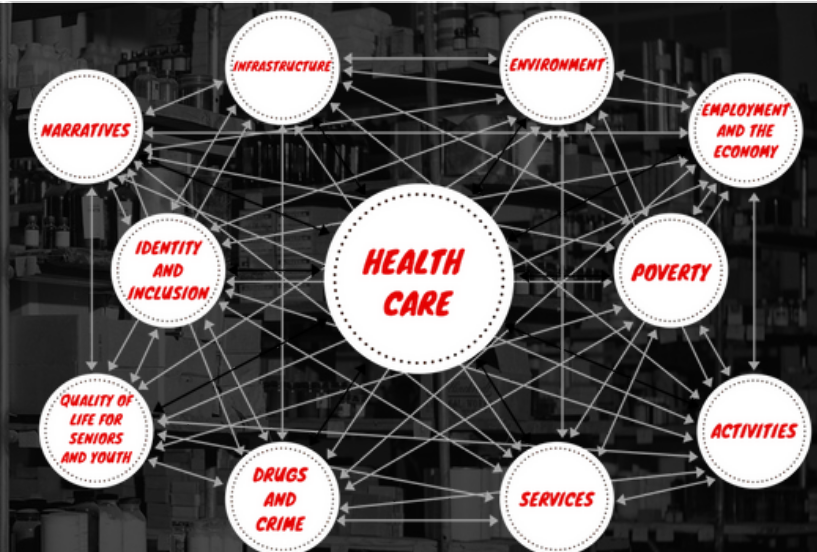 INFRASTRUCTURE
ENVIRONMENT
NARRATIVES
EMPLOYMENT
AND THE
ECONOMY
IDENTITY
AND
INCLUSION
HEALTH
CARE
POVERTY
QUALITY OF
LIFE FOR
SENIORS
AND YOUTH
ACTIVITIES
DRUGS
AND
CRIME
SERVICES